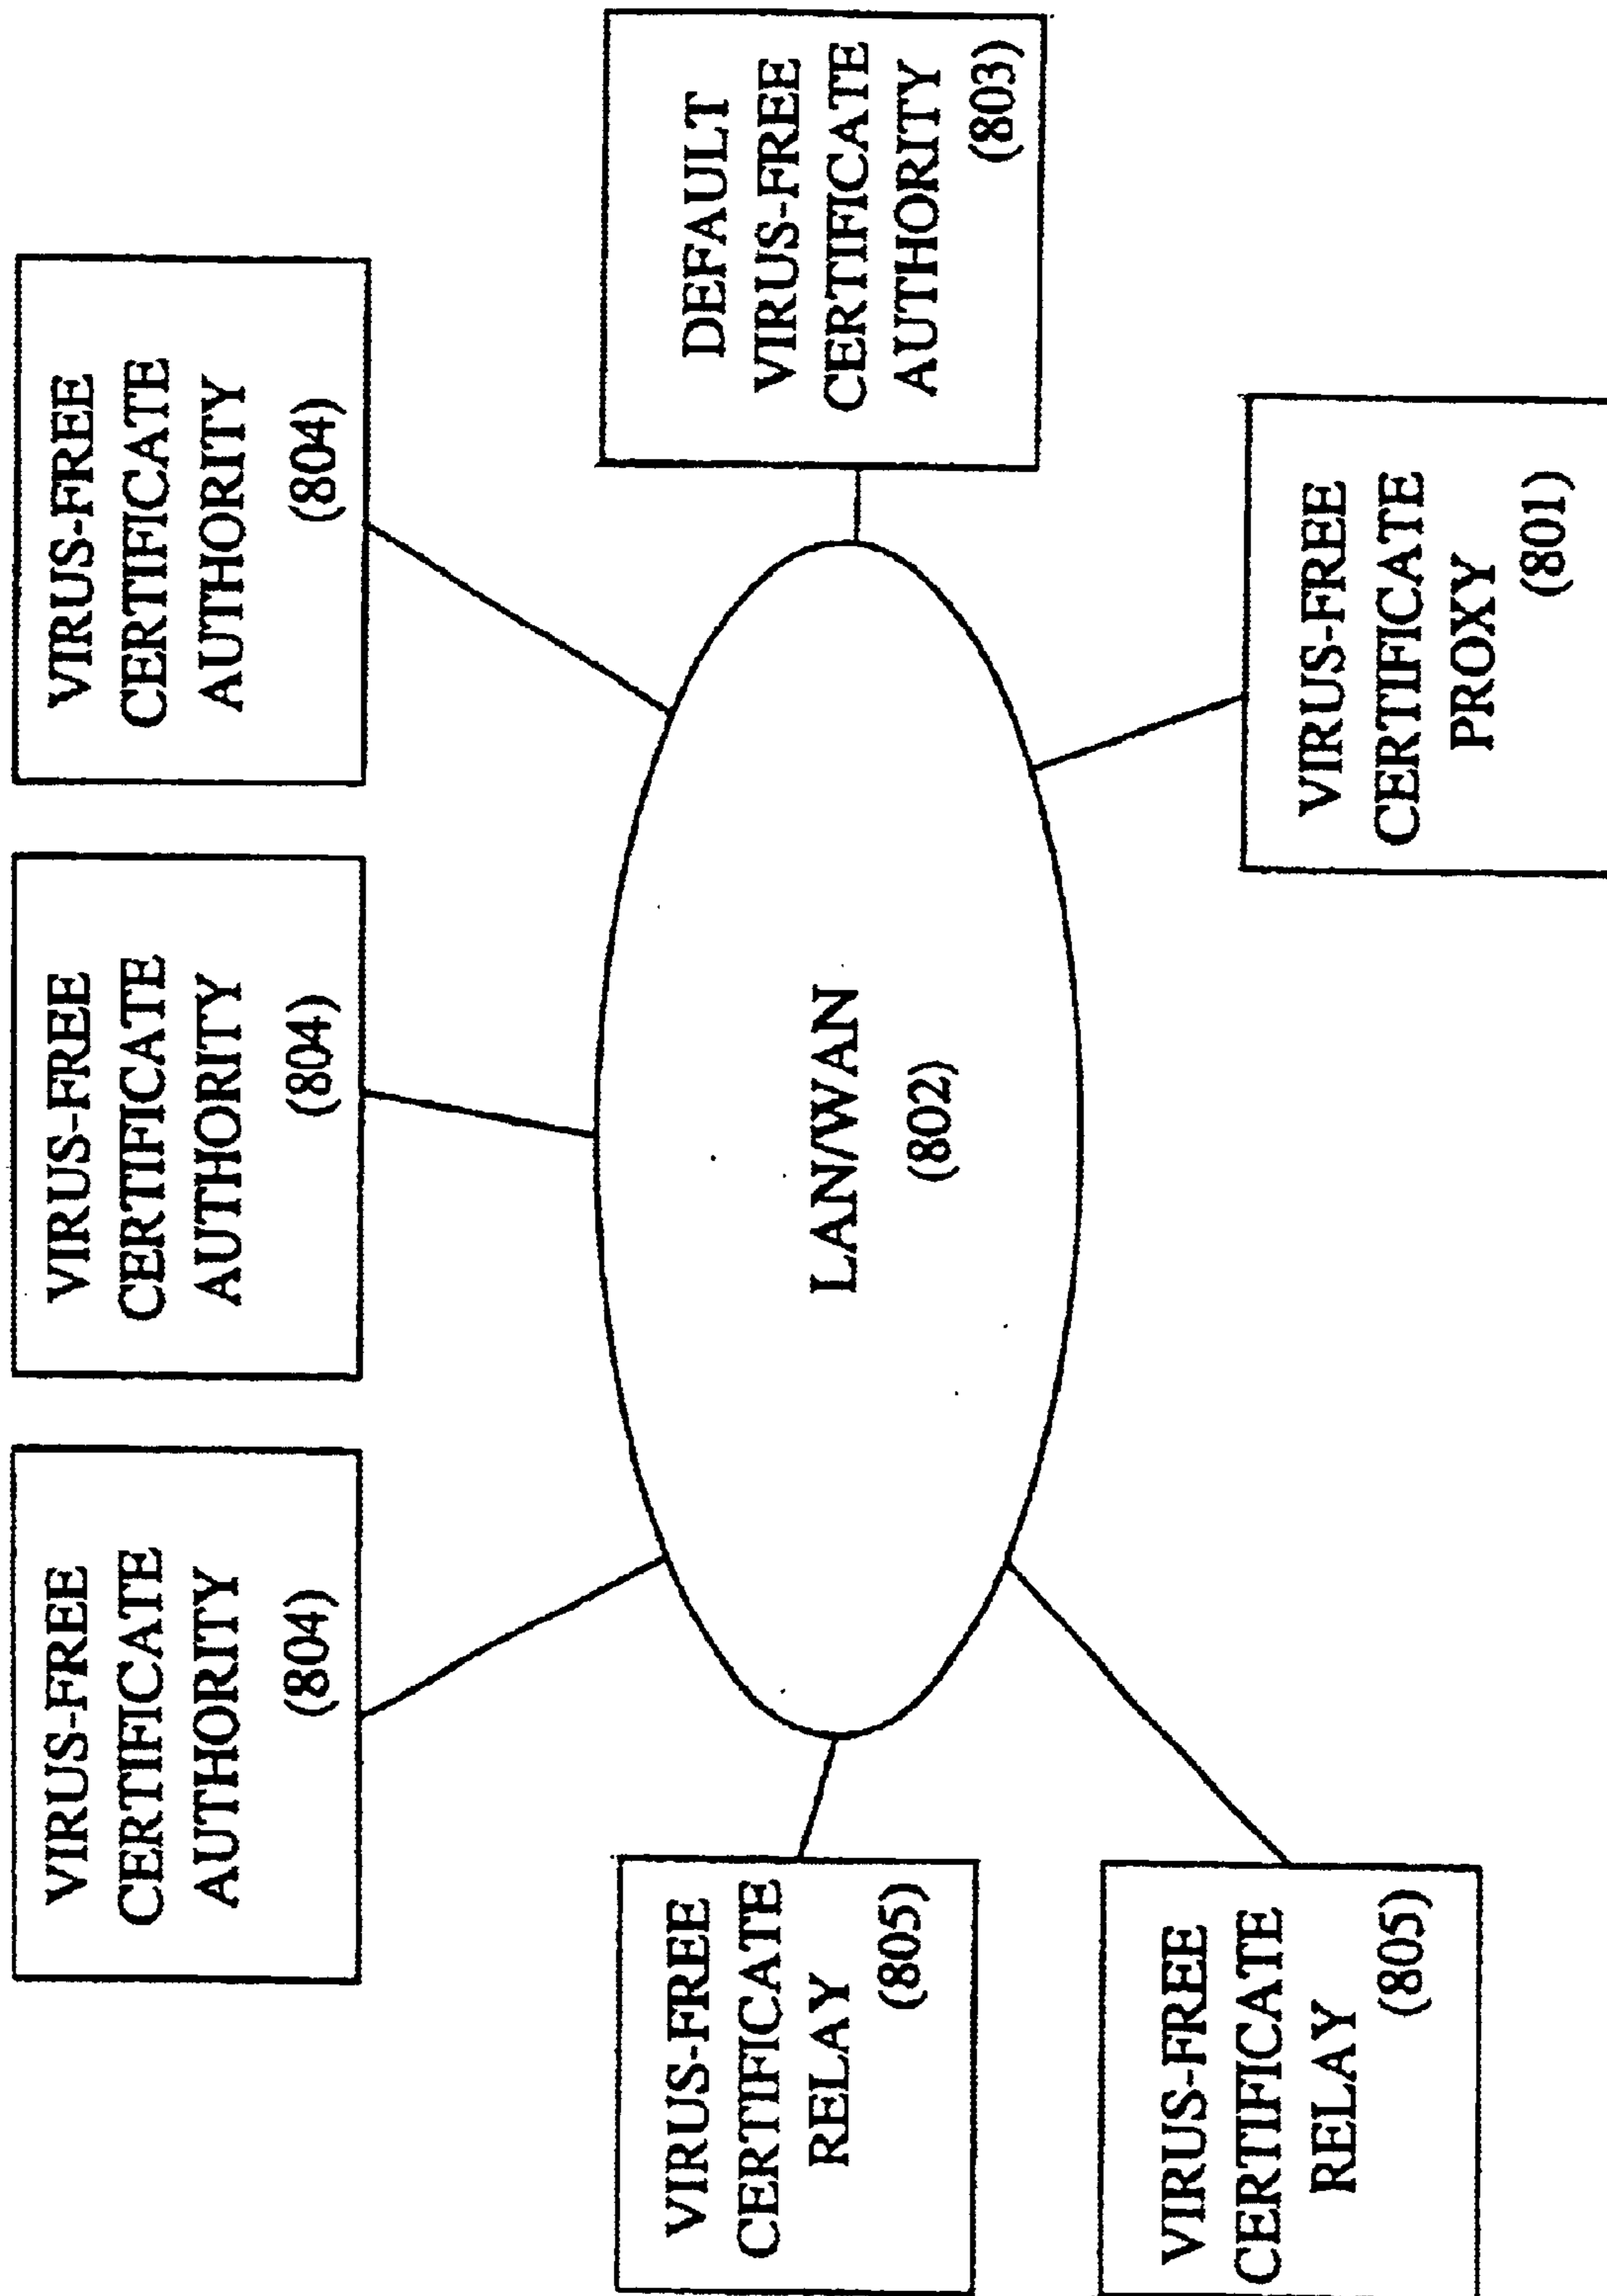 VIRUS-FREE
CERTIFICATE
AUTHORITY
(804)
VIRUS-FREE
CERTIFICATE
AUTHORITY
(804)
VIRUS-FREE
CERTIFICATE
AUTHORITY
(804)
VIRUS-FREE
CERTIFICATE
RELAY
(805)
LAN/WAN
(802)
DEFAULT
VIRUS-FREE
CERTIFICATE
AUTHORITY
(803)
VIRUS-FREE
CERTIFICATE
RELAY
(805)
VIRUS-FREE
CERTIFICATE
PROXY
(801)